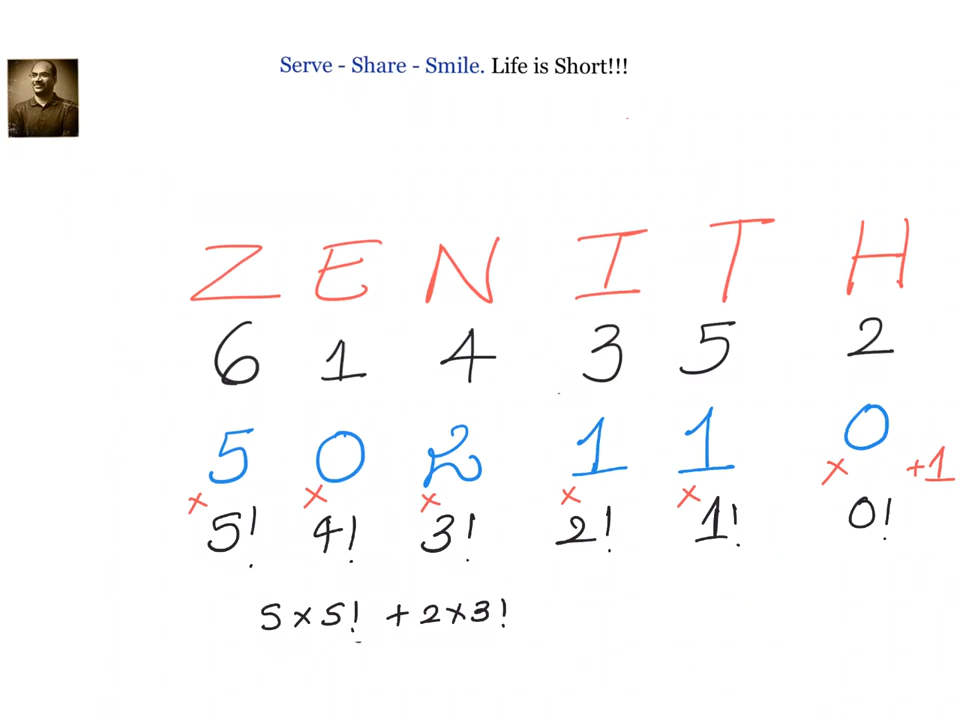 Serve - Share - Smile. Life is Short!!!
Z E N I T H
6 1 4 3 5 2
5 0 2 1 1 0
× × × × × × +1
5! 4! 3! 2! 1! 0!
5 × 5! + 2 × 3!